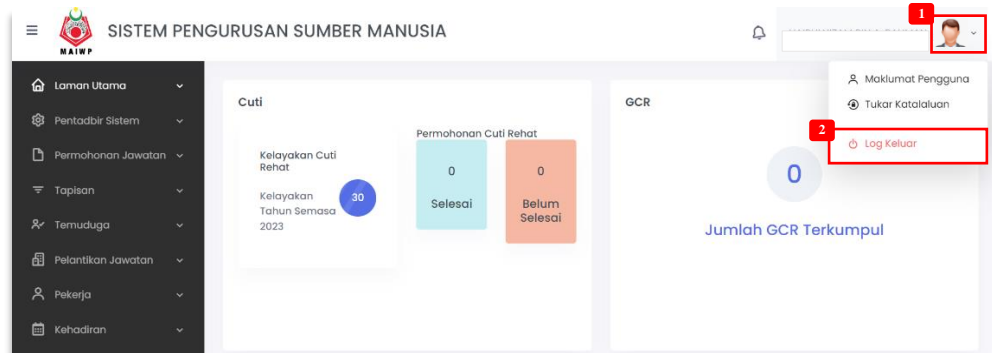 1
MAIWP
SISTEM PENGURUSAN SUMBER MANUSIA
Laman Utama
Pentadbir Sistem
Permohonan Jawatan
Tapisan
Temuduga
Pelantikan Jawatan
Pekerja
Kehadiran
Cuti
Kelayakan Cuti
Rehat
Kelayakan
Tahun Semasa
2023
30
Permohonan Cuti Rehat
0
Selesai
0
Belum
Selesai
GCR
0
Jumlah GCR Terkumpul
Maklumat Pengguna
Tukar Katalaluan
2
Log Keluar